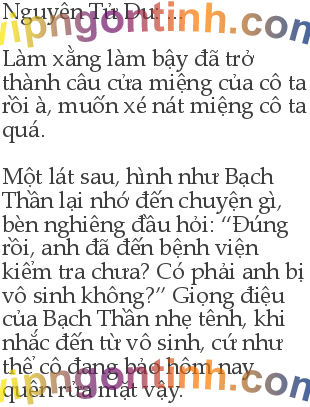 Nguyên Tử Du: ...
vipngontinh.com
Làm xằng làm bậy đã trở
thành câu cửa miệng của cô ta
rồi à, muốn xé nát miệng cô ta
quá.
Một lát sau, hình như Bạch
Thần lại nhớ đến chuyện gì,
bèn nghiêng đầu hỏi: “Đúng
rồi, anh đã đến bệnh viện
kiểm tra chưa? Có phải anh bị
vô sinh không?” Giọng điệu
của Bạch Thần nhẹ tênh, khi
nhắc đến từ vô sinh, cứ như
thể cô đang bảo hôm nay
quên rửa mặt vậy.
vipngontinh.com